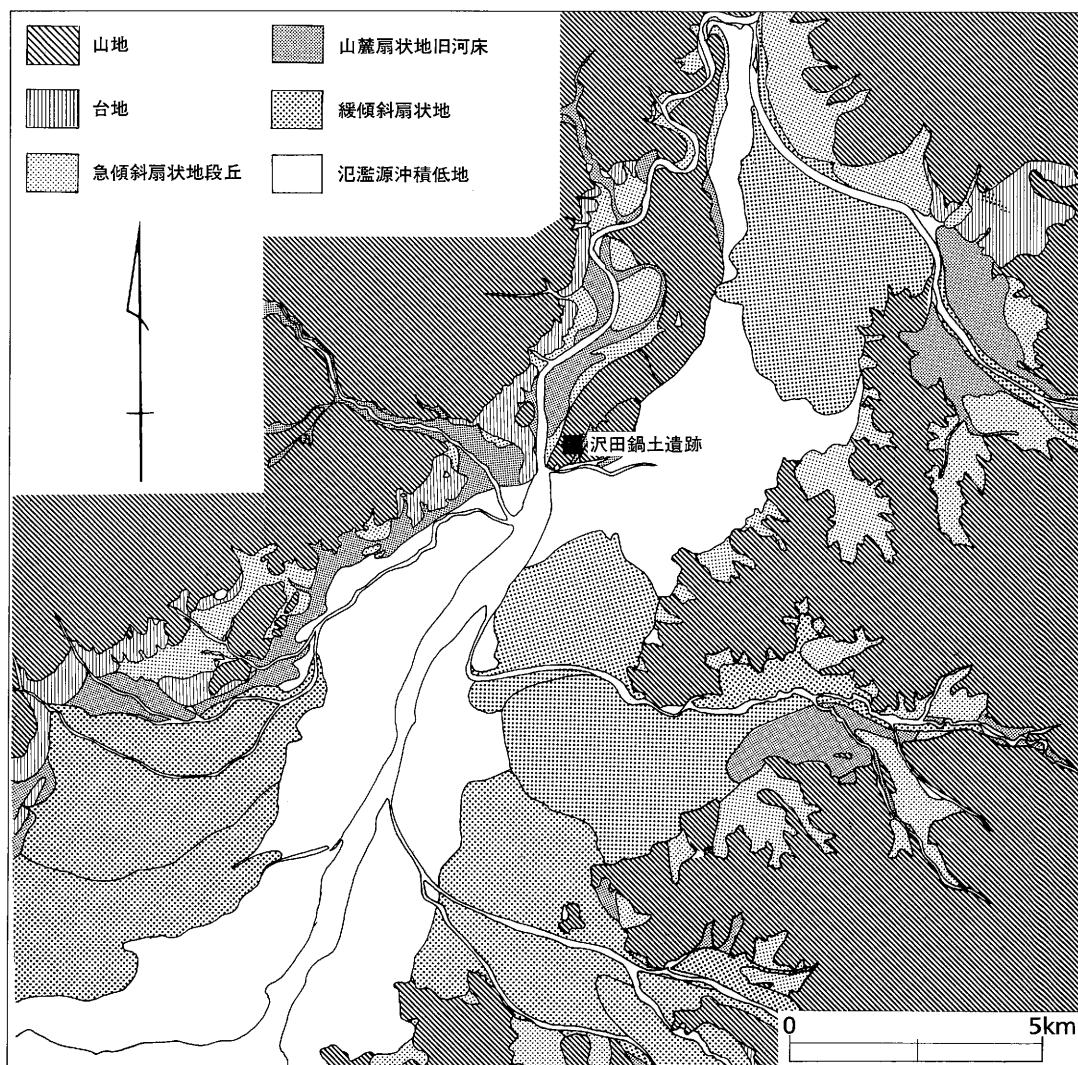 山地
台地
急傾斜扇状地段丘
山麓扇状地旧河床
緩傾斜扇状地
氾濫源沖積低地
沢田鍋土遺跡
0 5km